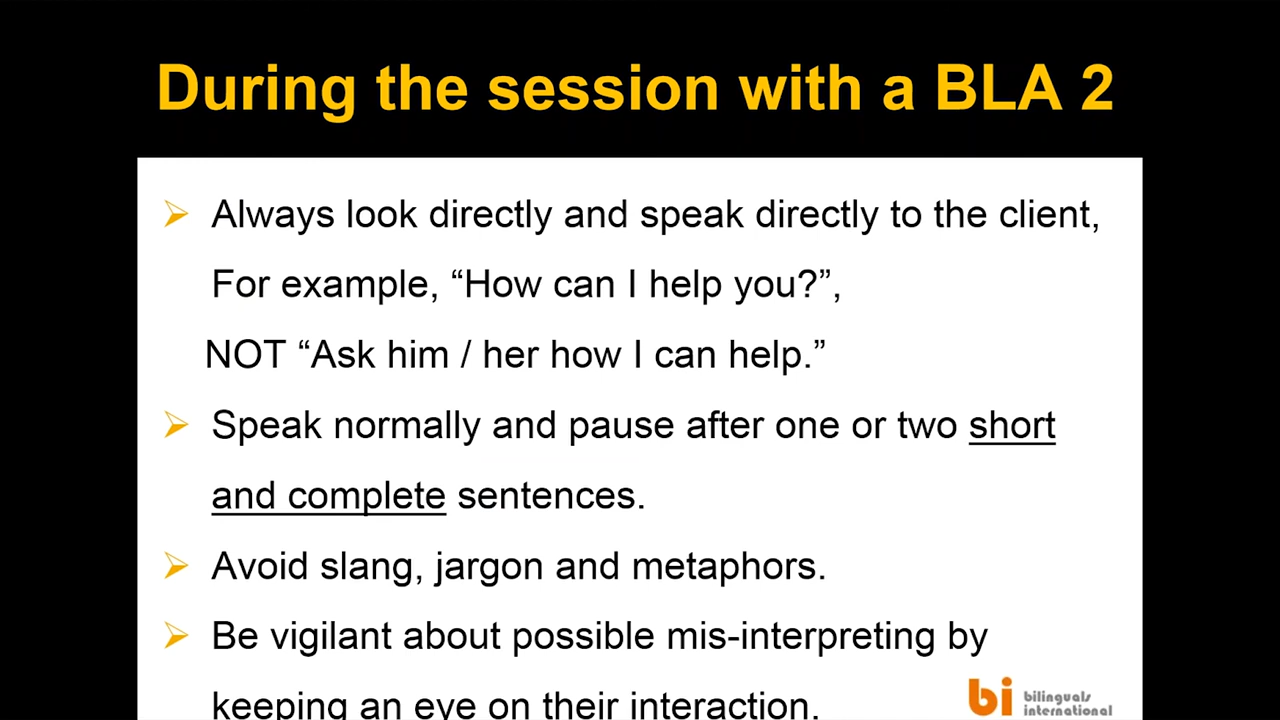 During the session with a BLA 2
Always look directly and speak directly to the client,
For example, “How can I help you?”,
NOT “Ask him / her how I can help.”
Speak normally and pause after one or two short
and complete sentences.
Avoid slang, jargon and metaphors.
Be vigilant about possible mis-interpreting by
keeping an eye on their interaction.
bi bilinguals
international